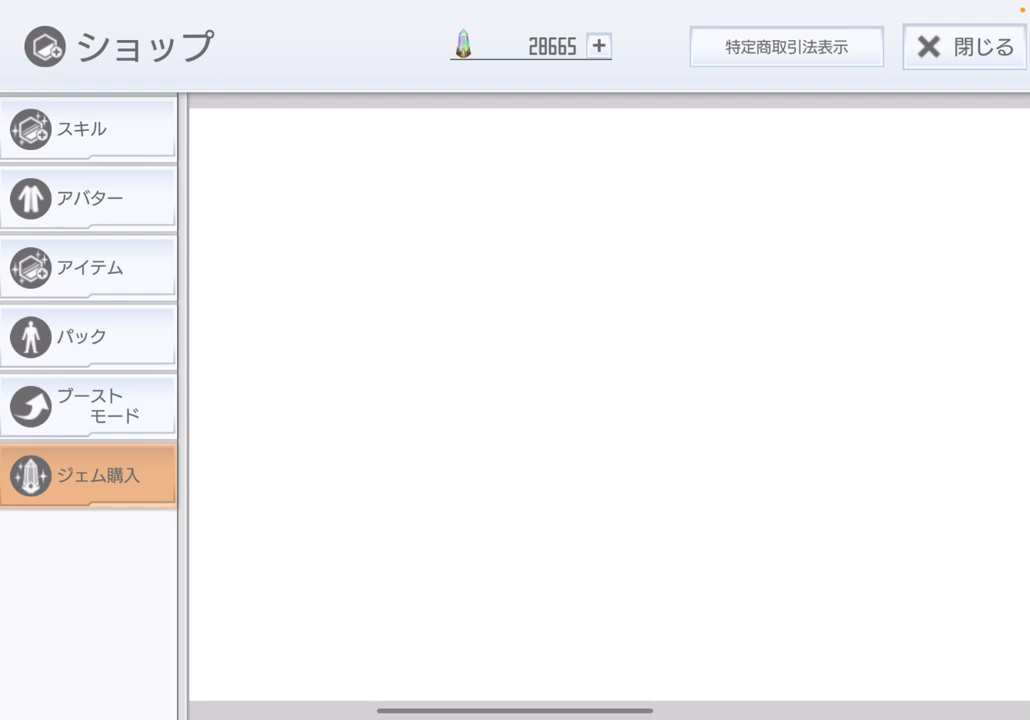 ショップ
28665
特定商取引法表示
閉じる
スキル
アバター
アイテム
パック
ブースト
モード
ジェム購入